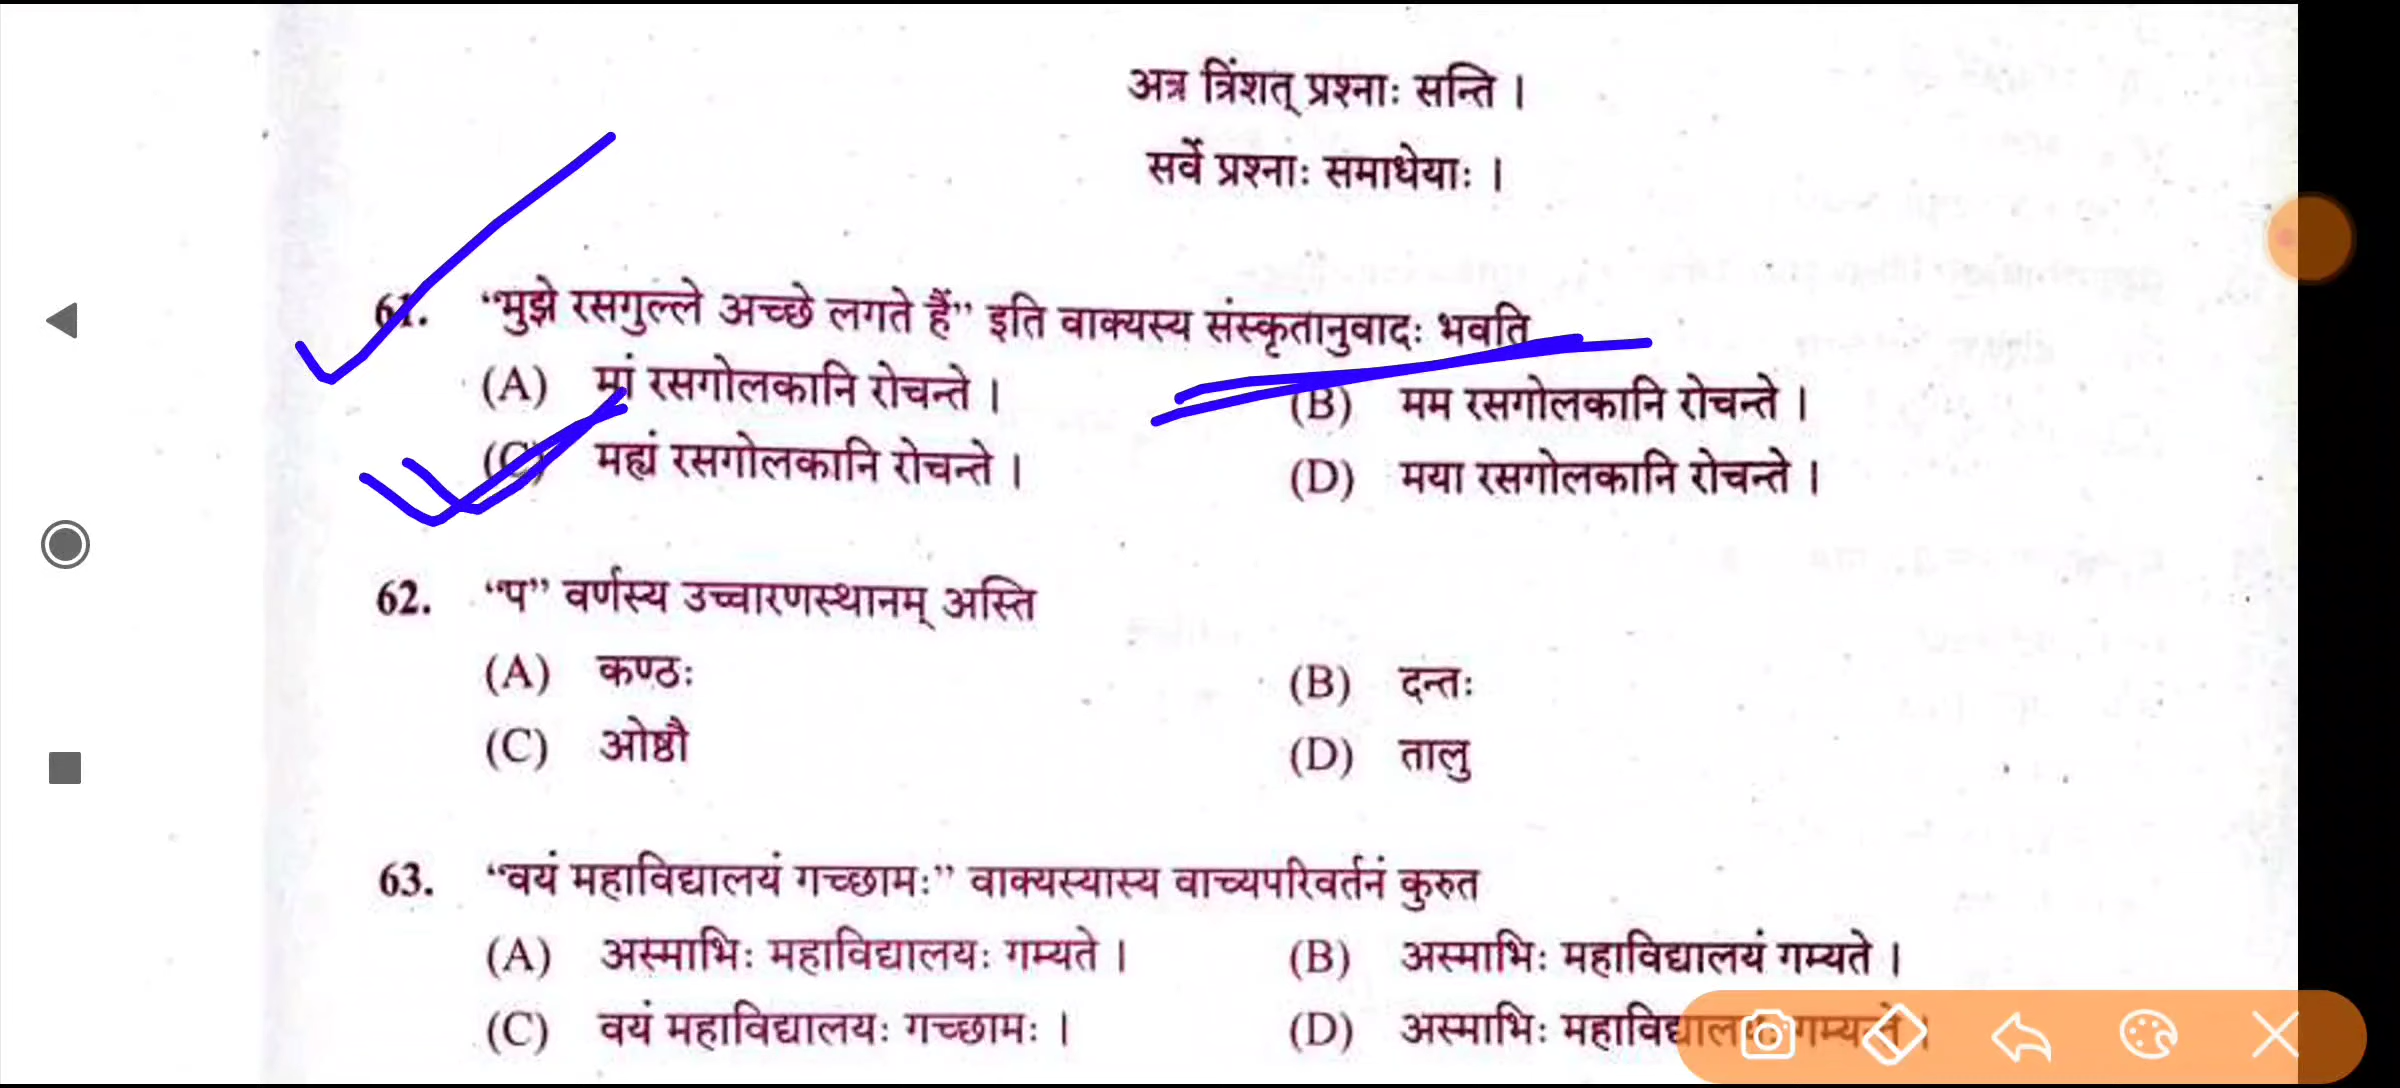 अत्र त्रिंशत् प्रश्नाः सन्ति ।
सर्वे प्रश्नाः समाधेयाः ।
61. “मुझे रसगुल्ले अच्छे लगते हैं” इति वाक्यस्य संस्कृतानुवादः भवति
(A) मां रसगोलकानि रोचन्ते ।
(B) मम रसगोलकानि रोचन्ते ।
(C) मह्यं रसगोलकानि रोचन्ते ।
(D) मया रसगोलकानि रोचन्ते ।
62. “प” वर्णस्य उच्चारणस्थानम् अस्ति
(A) कण्ठः
(B) दन्तः
(C) ओष्ठौ
(D) तालु
63. “वयं महाविद्यालयं गच्छामः” वाक्यस्यास्य वाच्यपरिवर्तनं कुरुत
(A) अस्माभिः महाविद्यालयः गम्यते ।
(B) अस्माभिः महाविद्यालयं गम्यते ।
(C) वयं महाविद्यालयः गच्छामः ।
(D) अस्माभिः महाविद्यालयः गम्यन्ते ।